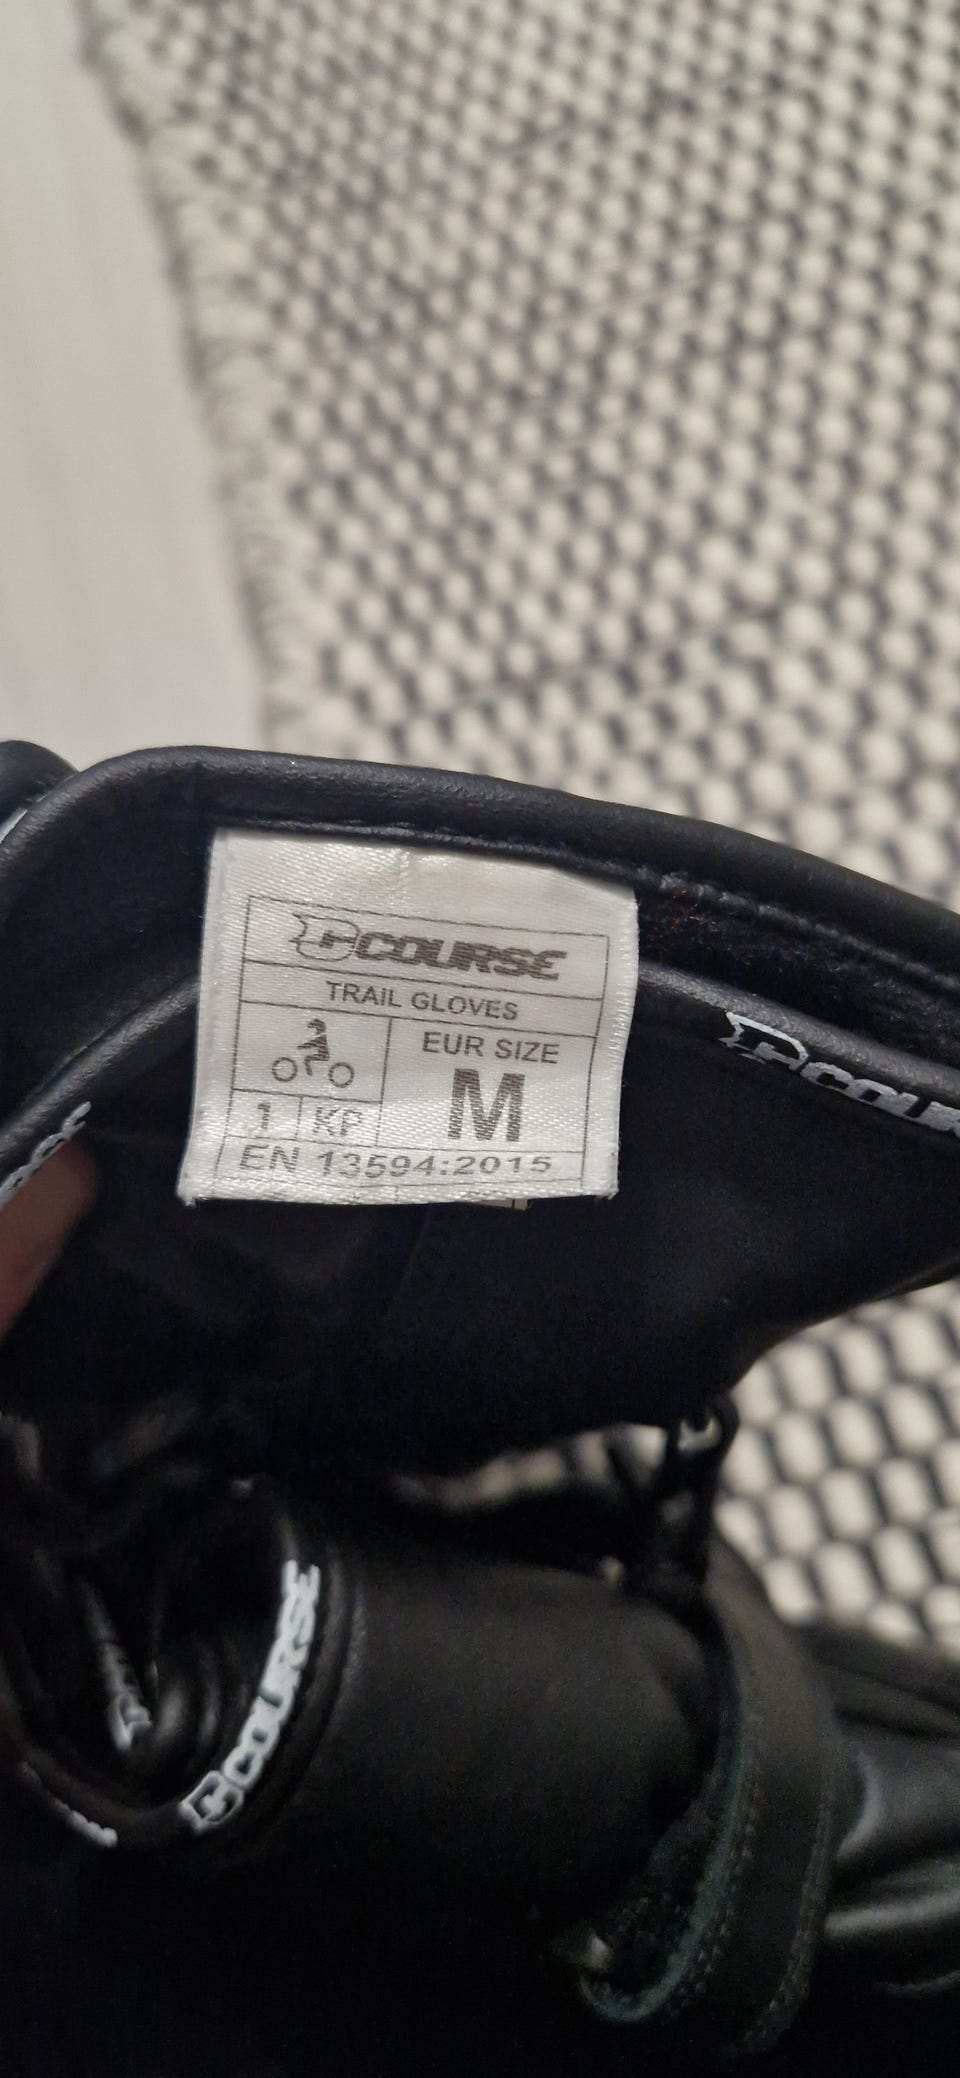 COURSE
TRAIL GLOVES
EUR SIZE
M
1 KP
EN 13594:2015
COURSE
COURSE